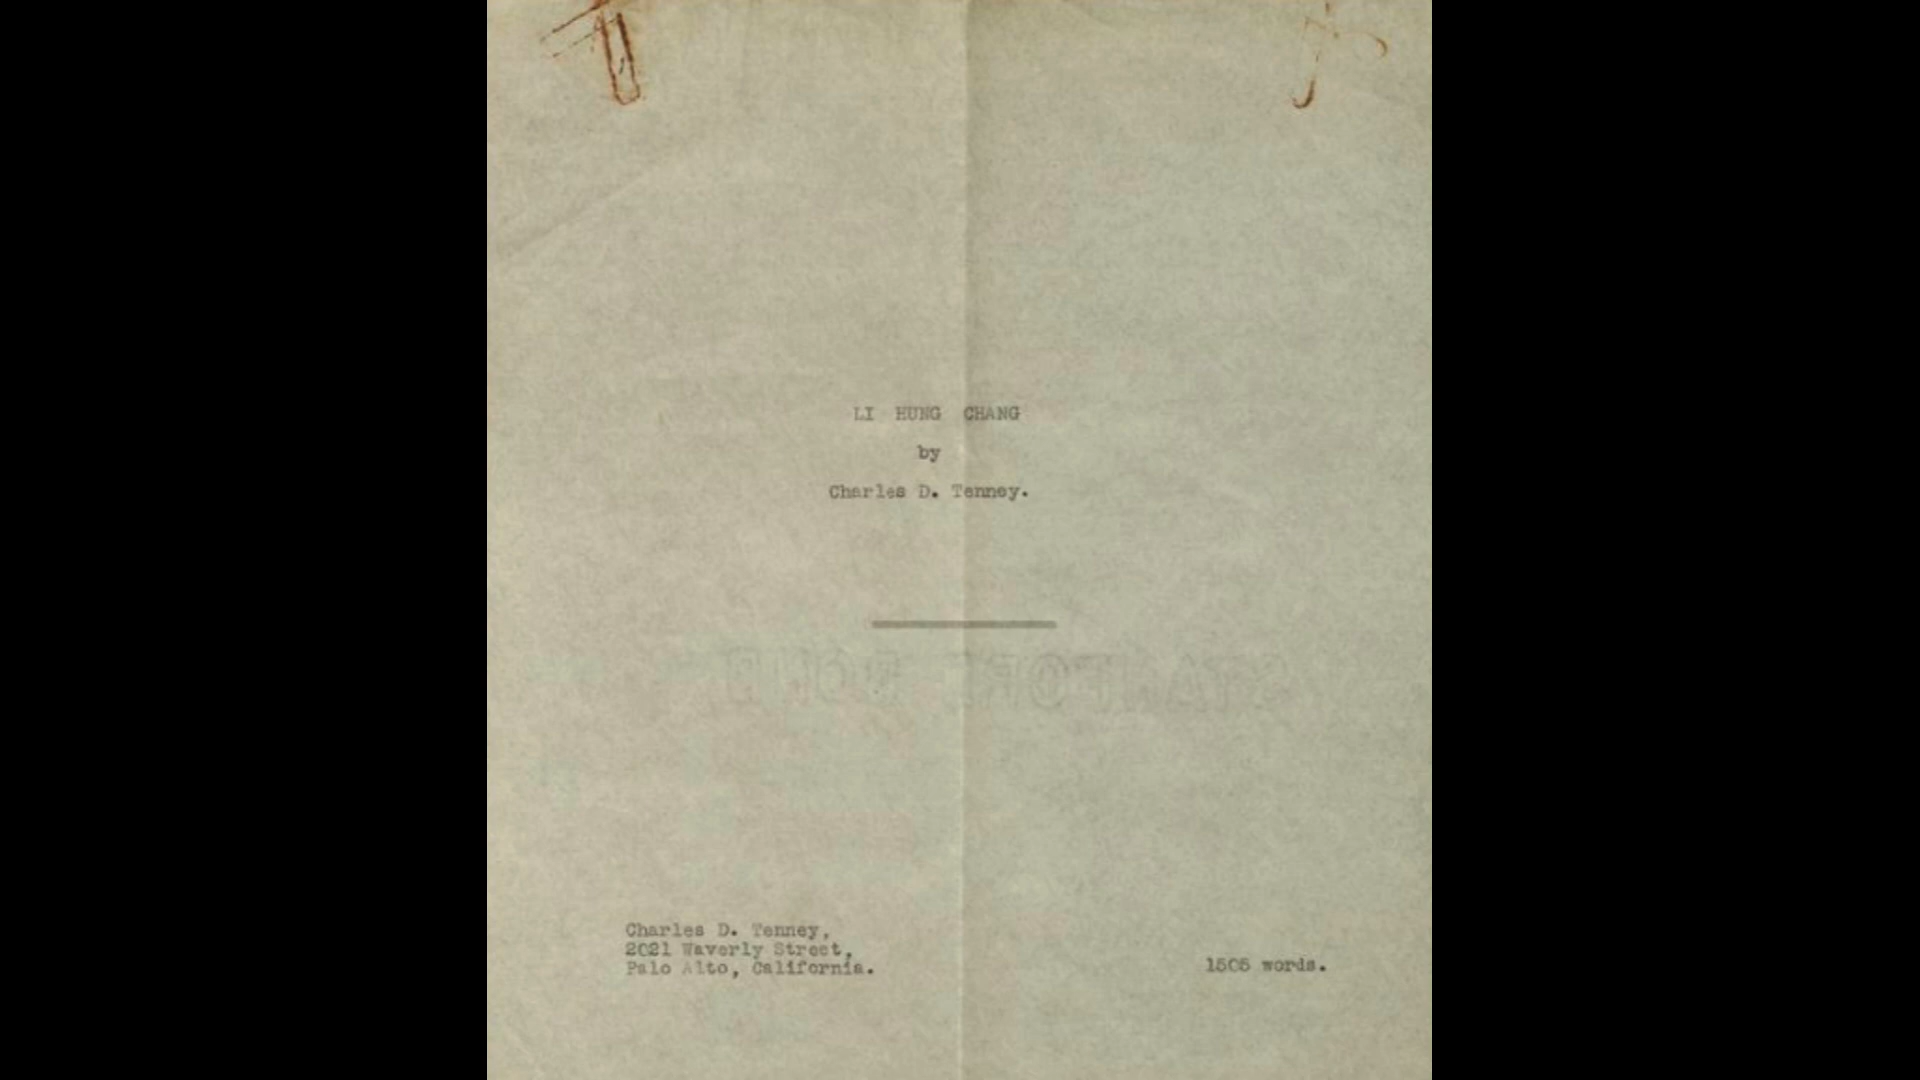 LI HUNG CHANG
by
Charles D. Tenney.
Charles D. Tenney,
2021 Waverly Street,
Palo Alto, California.
1505 words.